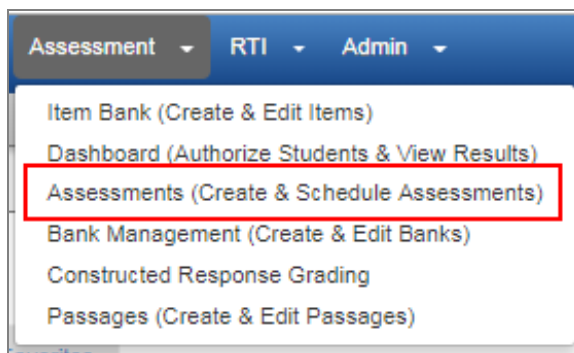 Assessment RTI Admin
Item Bank (Create & Edit Items)
Dashboard (Authorize Students & View Results)
Assessments (Create & Schedule Assessments)
Bank Management (Create & Edit Banks)
Constructed Response Grading
Passages (Create & Edit Passages)